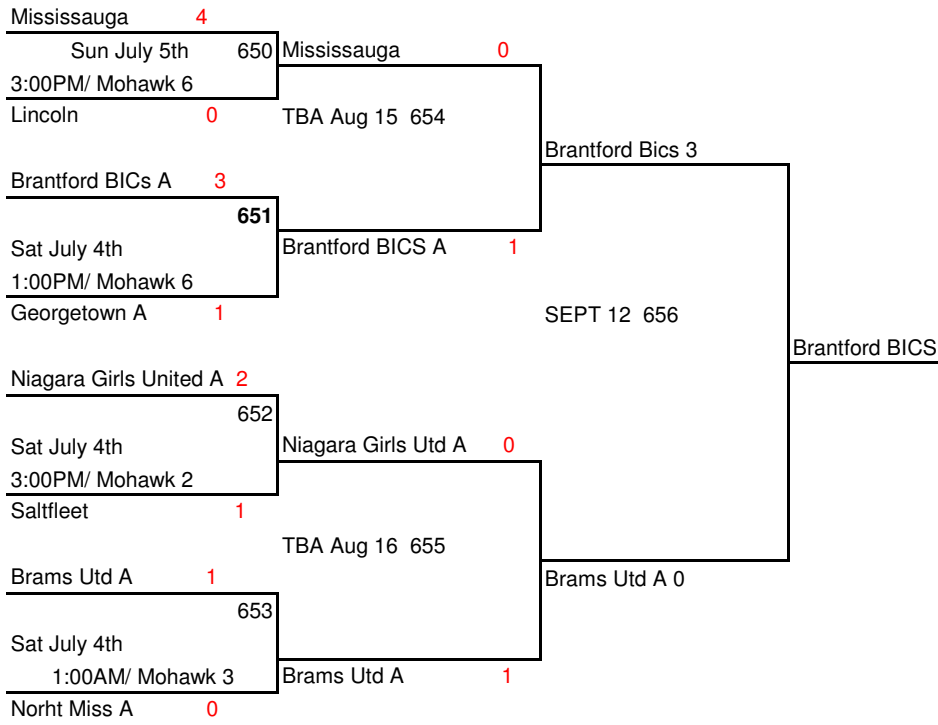 Mississauga 4
Sun July 5th 650
3:00PM/ Mohawk 6
Lincoln 0
Brantford BICs A 3
651
Sat July 4th
1:00PM/ Mohawk 6
Georgetown A 1
Niagara Girls United A 2
652
Sat July 4th
3:00PM/ Mohawk 2
Saltfleet 1
Brams Utd A 1
653
Sat July 4th
1:00AM/ Mohawk 3
Norht Miss A 0
Mississauga 0
TBA Aug 15 654
Brantford BICS A 1
Niagara Girls Utd A 0
TBA Aug 16 655
Brams Utd A 1
Brantford Bics 3
SEPT 12 656
Brams Utd A 0
Brantford BICS